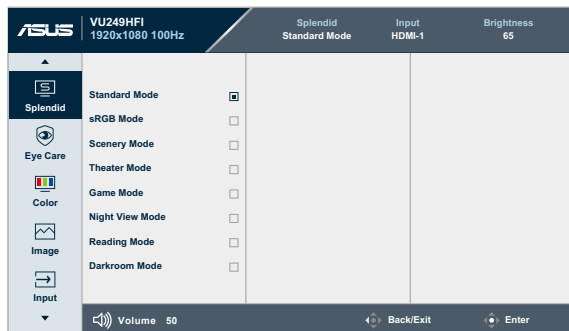 ASUS
VU249HFI
1920x1080 100Hz
Splendid
Standard Mode
Input
HDMI-1
Brightness
65
Splendid
Eye Care
Color
Image
Input
Standard Mode
sRGB Mode
Scenery Mode
Theater Mode
Game Mode
Night View Mode
Reading Mode
Darkroom Mode
Volume 50
Back/Exit
Enter